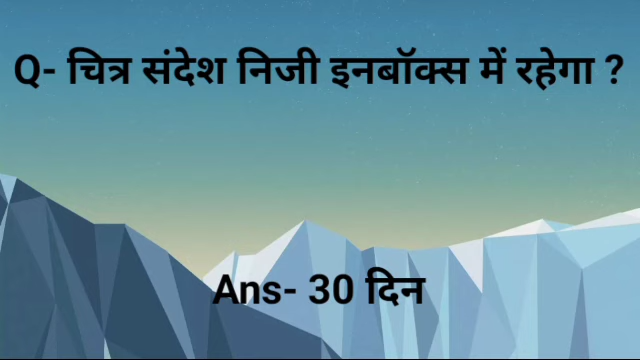 Q- चित्र संदेश निजी इनबॉक्स में रहेगा ?
Ans- 30 दिन